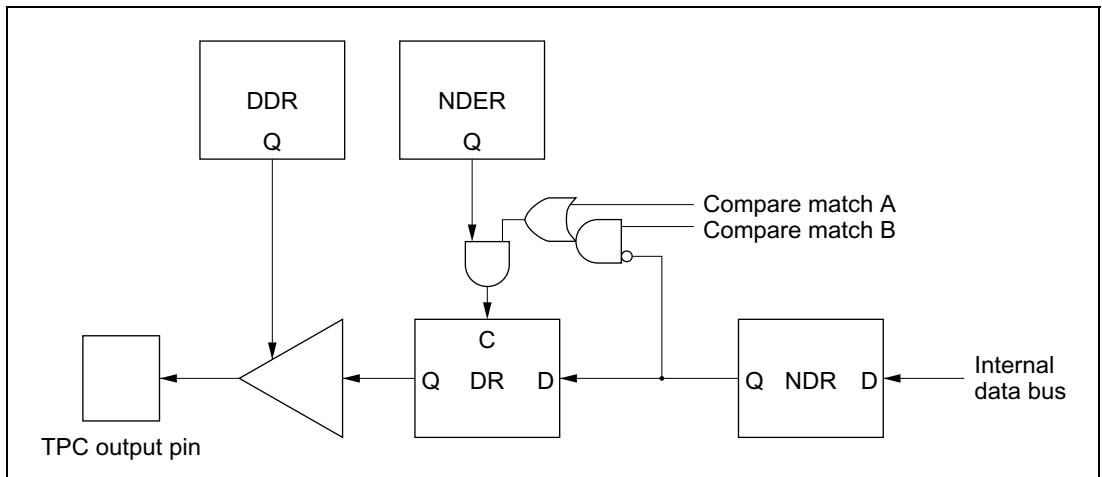 DDR
Q
NDER
Q
Compare match A
Compare match B
C
Q DR D
Q NDR D
Internal
data bus
TPC output pin